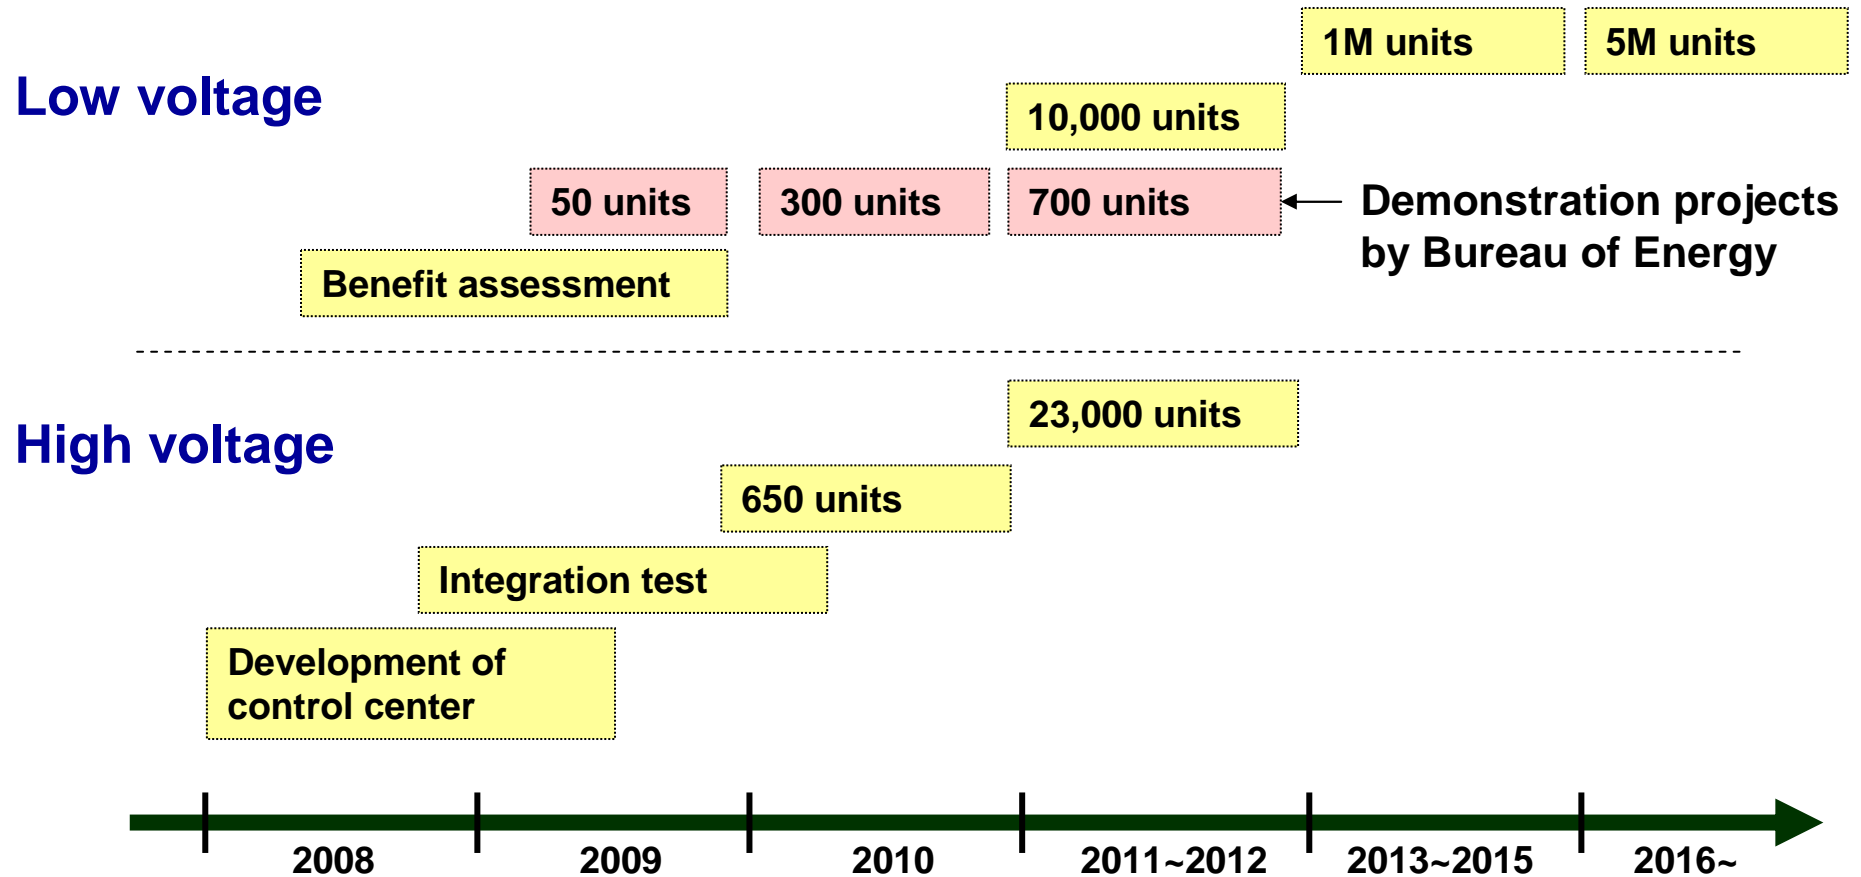 1M units
5M units
Low voltage
10,000 units
50 units
300 units
700 units
Demonstration projects
by Bureau of Energy
Benefit assessment
23,000 units
High voltage
650 units
Integration test
Development of
control center
2008
2009
2010
2011~2012
2013~2015
2016~